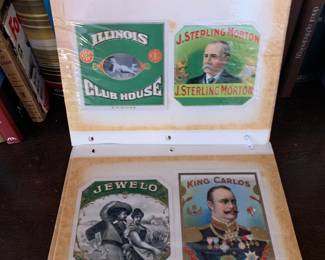 ILLINOIS
CLUB HOUSE
J. STERLING MORTON
J. STERLING MORTON
JEWELO
KING CARLOS